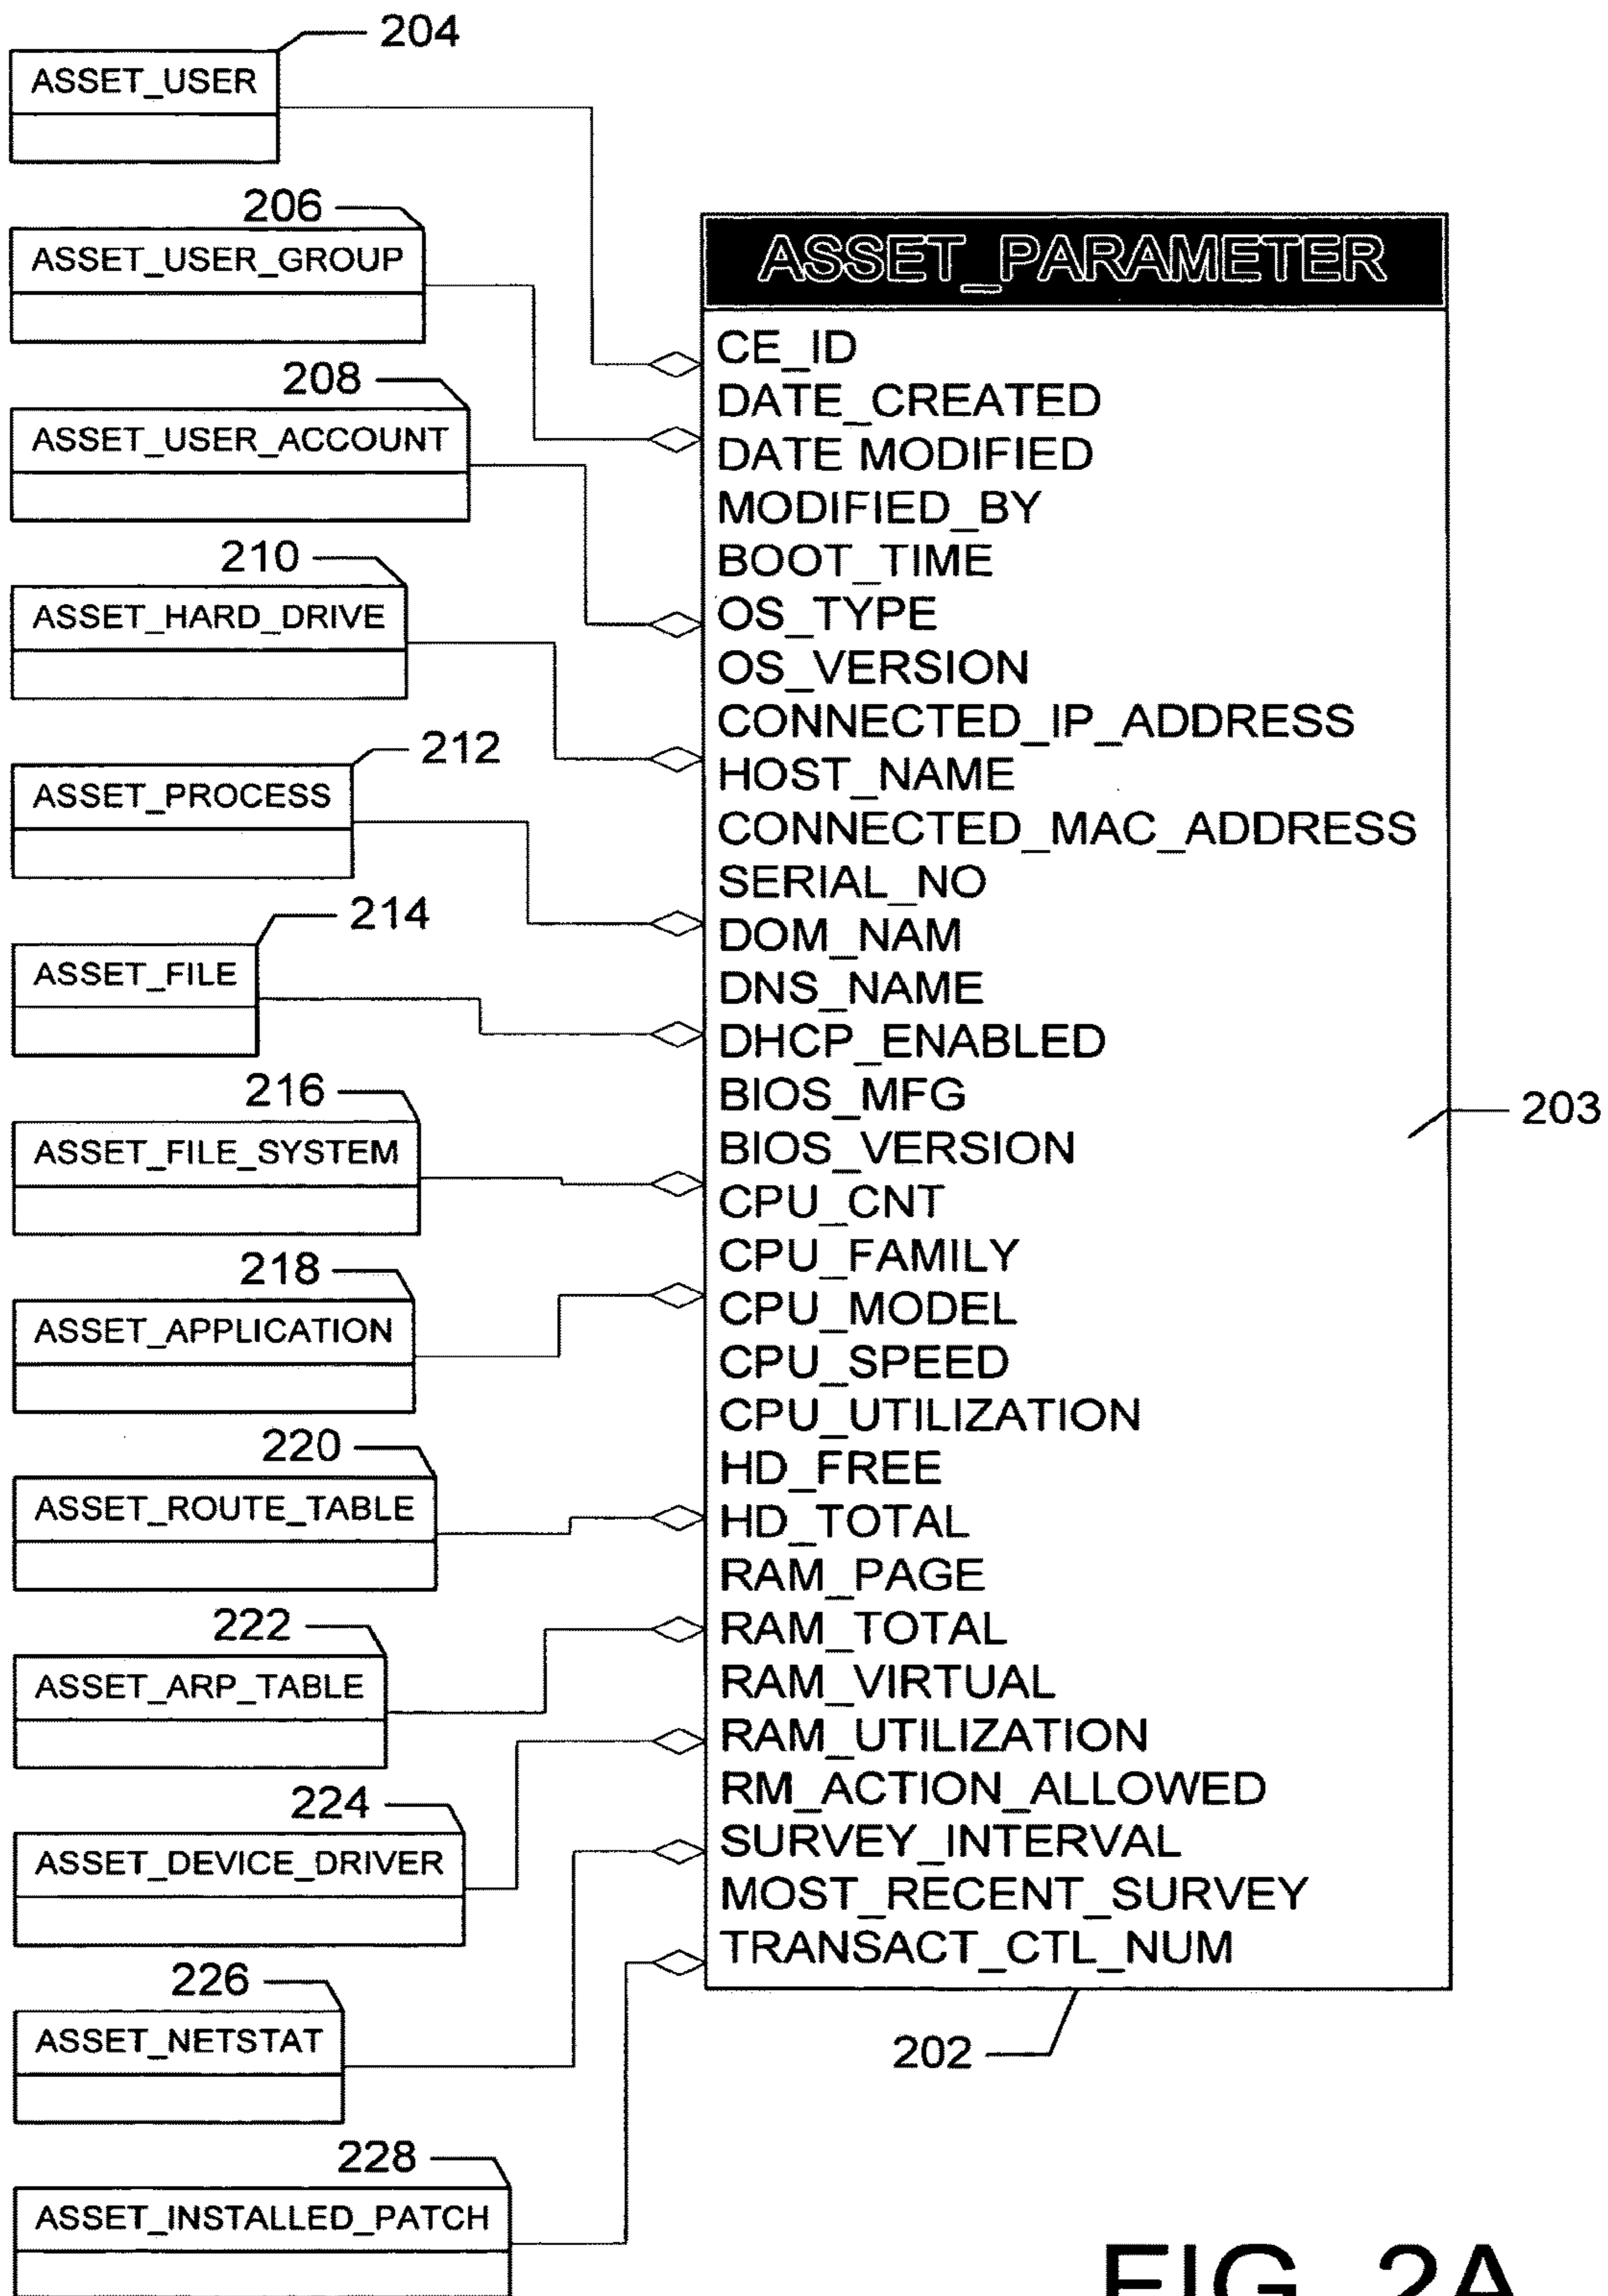 204
ASSET_USER
206
ASSET_USER_GROUP
208
ASSET_USER_ACCOUNT
210
ASSET_HARD_DRIVE
212
ASSET_PROCESS
214
ASSET_FILE
216
ASSET_FILE_SYSTEM
218
ASSET_APPLICATION
220
ASSET_ROUTE_TABLE
222
ASSET_ARP_TABLE
224
ASSET_DEVICE_DRIVER
226
ASSET_NETSTAT
228
ASSET_INSTALLED_PATCH
ASSET_PARAMETER
CE_ID
DATE_CREATED
DATE MODIFIED
MODIFIED_BY
BOOT_TIME
OS_TYPE
OS_VERSION
CONNECTED_IP_ADDRESS
HOST_NAME
CONNECTED_MAC_ADDRESS
SERIAL_NO
DOM_NAM
DNS_NAME
DHCP_ENABLED
BIOS_MFG
BIOS_VERSION
CPU_CNT
CPU_FAMILY
CPU_MODEL
CPU_SPEED
CPU_UTILIZATION
HD_FREE
HD_TOTAL
RAM_PAGE
RAM_TOTAL
RAM_VIRTUAL
RAM_UTILIZATION
RM_ACTION_ALLOWED
SURVEY_INTERVAL
MOST_RECENT_SURVEY
TRANSACT_CTL_NUM
203
202
FIG. 2A